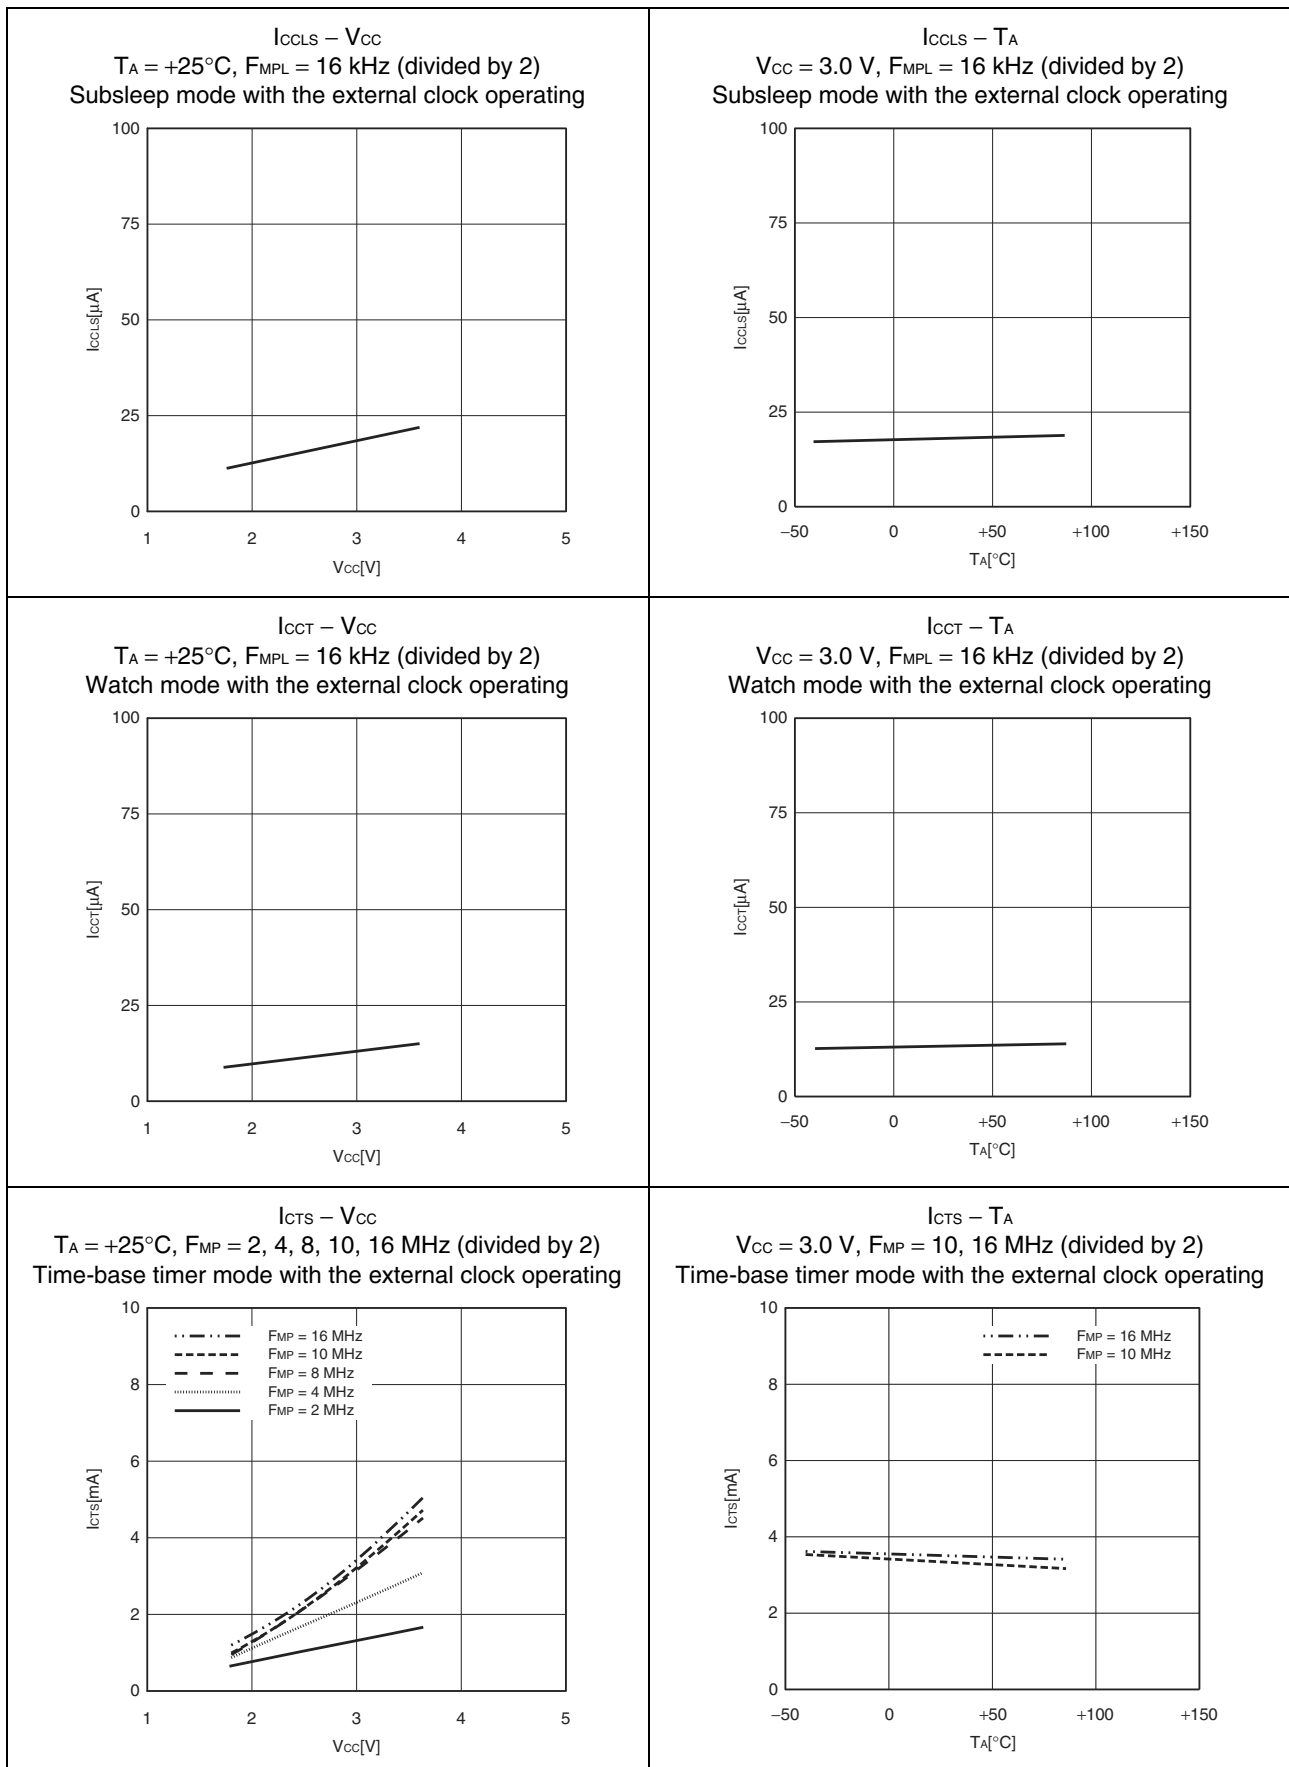 ICCLS – VCC
TA = +25°C, FMPL = 16 kHz (divided by 2)
Subsleep mode with the external clock operating
100
75
50
25
0
ICCLS[µA]
1 2 3 4 5
VCC[V]
ICCLS – TA
VCC = 3.0 V, FMPL = 16 kHz (divided by 2)
Subsleep mode with the external clock operating
100
75
50
25
0
ICCLS[µA]
−50 0 +50 +100 +150
TA[°C]
ICCT – VCC
TA = +25°C, FMPL = 16 kHz (divided by 2)
Watch mode with the external clock operating
100
75
50
25
0
ICCT[µA]
1 2 3 4 5
VCC[V]
ICCT – TA
VCC = 3.0 V, FMPL = 16 kHz (divided by 2)
Watch mode with the external clock operating
100
75
50
25
0
ICCT[µA]
−50 0 +50 +100 +150
TA[°C]
ICTS – VCC
TA = +25°C, FMP = 2, 4, 8, 10, 16 MHz (divided by 2)
Time-base timer mode with the external clock operating
10
8
6
4
2
0
ICTS[mA]
FMP = 16 MHz
FMP = 10 MHz
FMP = 8 MHz
FMP = 4 MHz
FMP = 2 MHz
1 2 3 4 5
VCC[V]
ICTS – TA
VCC = 3.0 V, FMP = 10, 16 MHz (divided by 2)
Time-base timer mode with the external clock operating
10
8
6
4
2
0
ICTS[mA]
FMP = 16 MHz
FMP = 10 MHz
−50 0 +50 +100 +150
TA[°C]